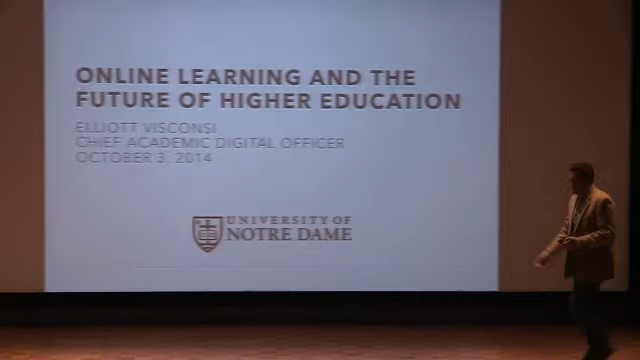 ONLINE LEARNING AND THE
FUTURE OF HIGHER EDUCATION
ELLIOTT VISCONSI
CHIEF ACADEMIC DIGITAL OFFICER
OCTOBER 3, 2014
UNIVERSITY OF
NOTRE DAME